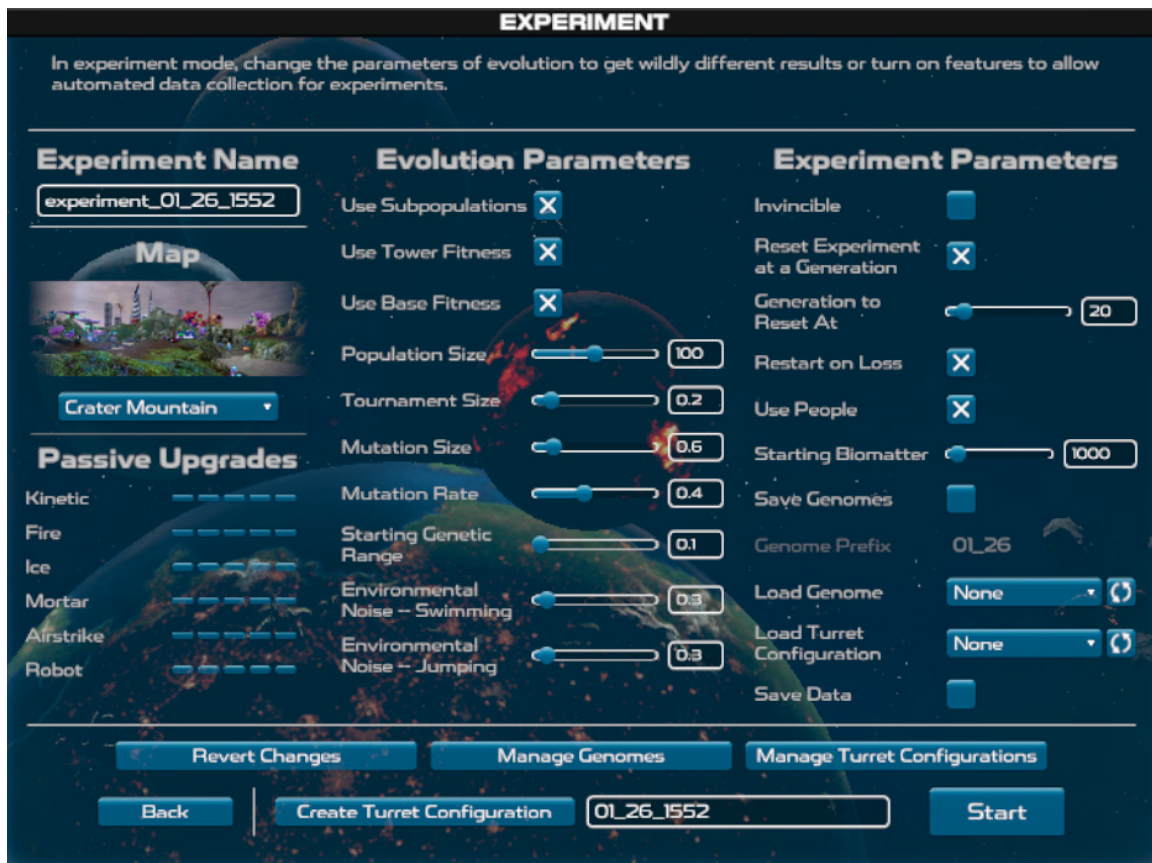 EXPERIMENT
In experiment mode, change the parameters of evolution to get wildly different results or turn on features to allow
automated data collection for experiments.
Experiment Name
experiment_01_26_1552
Map
Crater Mountain
Passive Upgrades
Kinetic
Fire
Ice
Mortar
Airstrike
Robot
Evolution Parameters
Use Subpopulations
Use Tower Fitness
Use Base Fitness
Population Size 100
Tournament Size 0.2
Mutation Size 0.6
Mutation Rate 0.4
Starting Genetic
Range 0.1
Environmental
Noise – Swimming 0.3
Environmental
Noise – Jumping 0.3
Experiment Parameters
Invincible
Reset Experiment
at a Generation
Generation to
Reset At 20
Restart on Loss
Use People
Starting Biomatter 1000
Save Genomes
Genome Prefix 01_26
Load Genome None
Load Turret
Configuration None
Save Data
Revert Changes Manage Genomes Manage Turret Configurations
Back Create Turret Configuration 01_26_1552 Start